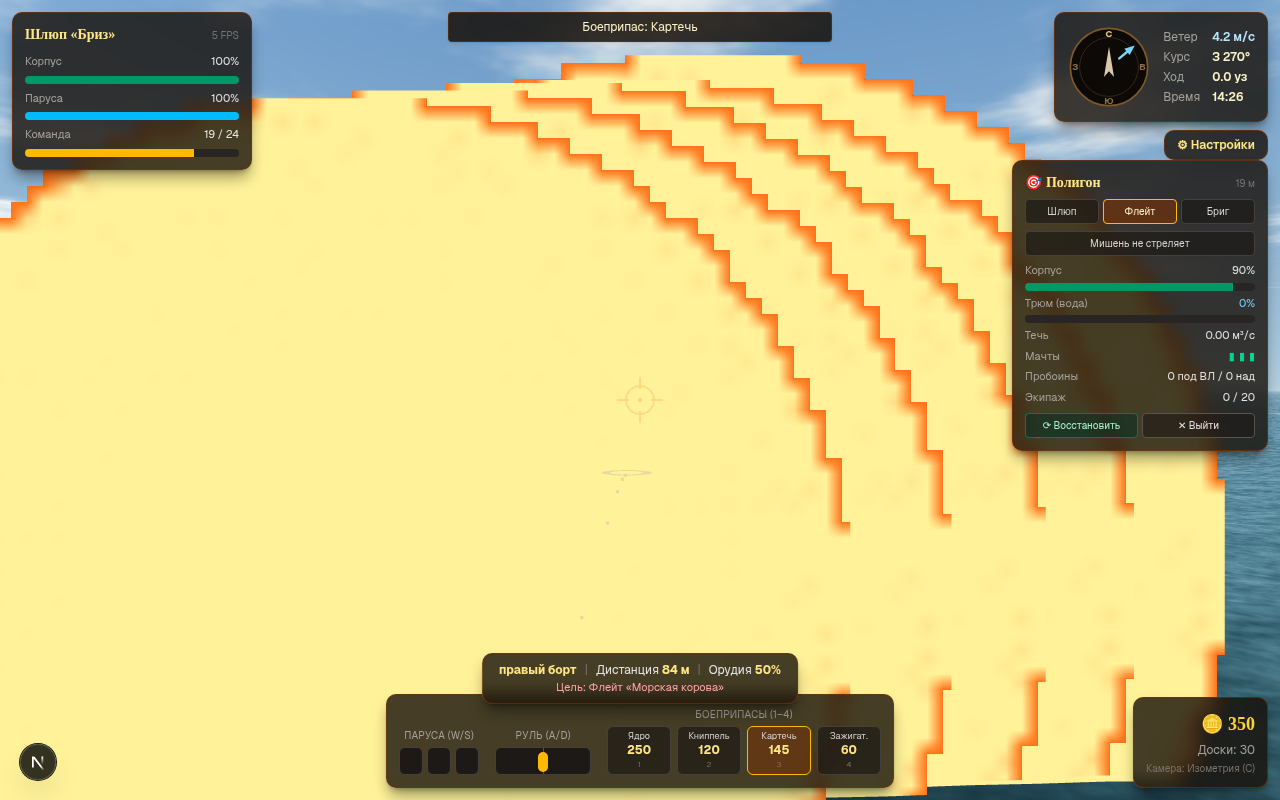 Шлюп «Бриз» 5 FPS
Корпус 100%
Паруса 100%
Команда 19 / 24
Боеприпас: Картечь
С
З В
Ю
Ветер 4.2 м/с
Курс З 270°
Ход 0.0 уз
Время 14:26
⚙ Настройки
🎯 Полигон 19 м
Шлюп Флейт Бриг
Мишень не стреляет
Корпус 90%
Трюм (вода) 0%
Течь 0.00 м³/с
Мачты
Пробоины 0 под ВЛ / 0 над
Экипаж 0 / 20
⟳ Восстановить ✕ Выйти
правый борт | Дистанция 84 м | Орудия 50%
Цель: Флейт «Морская корова»
БОЕПРИПАСЫ (1–4)
ПАРУСА (W/S) РУЛЬ (A/D)
Ядро Книппель Картечь Зажигат.
250 120 145 60
1 2 3 4
N
350
Доски: 30
Камера: Изометрия (C)